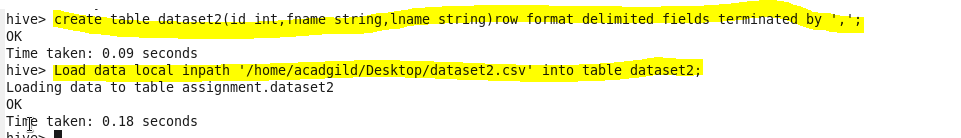 hive> create table dataset2(id int,fname string,lname string)row format delimited fields terminated by ',';
OK
Time taken: 0.09 seconds
hive> Load data local inpath '/home/acadgild/Desktop/dataset2.csv' into table dataset2;
Loading data to table assignment.dataset2
OK
Time taken: 0.18 seconds
hive>